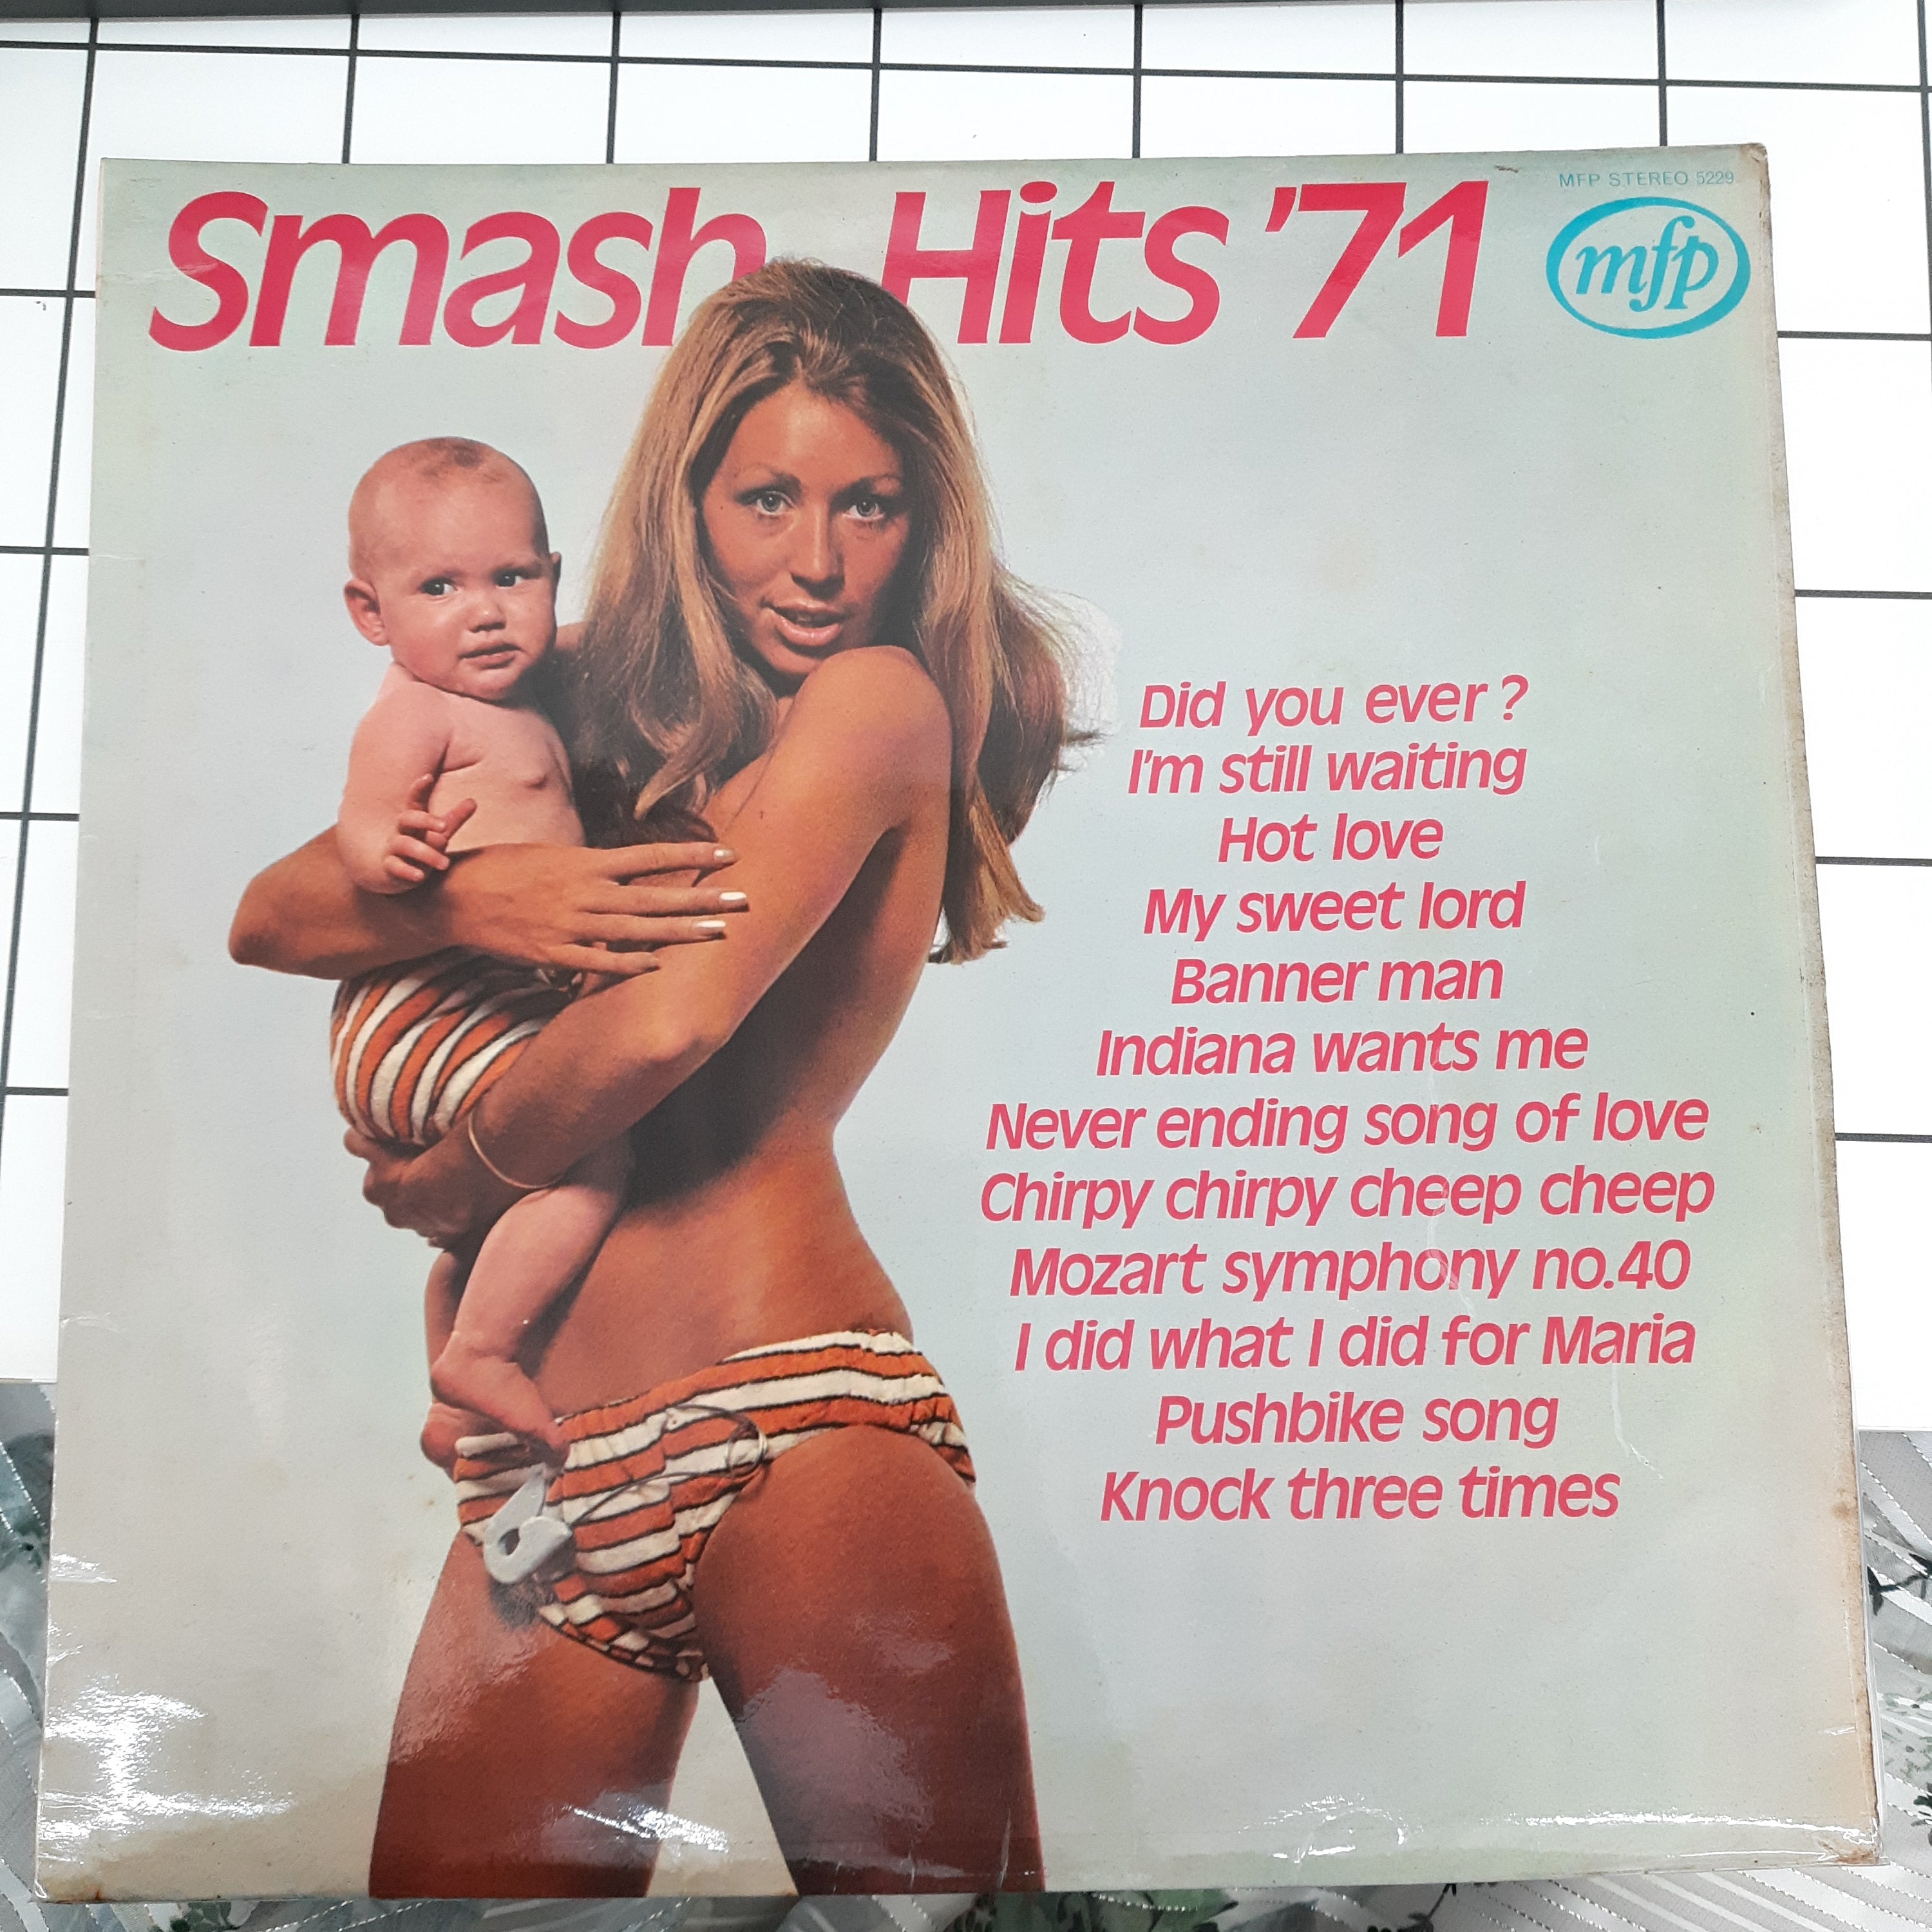 MFP STEREO 5229
Smash Hits '71
mfp
Did you ever?
I'm still waiting
Hot love
My sweet lord
Banner man
Indiana wants me
Never ending song of love
Chirpy chirpy cheep cheep
Mozart symphony no.40
I did what I did for Maria
Pushbike song
Knock three times